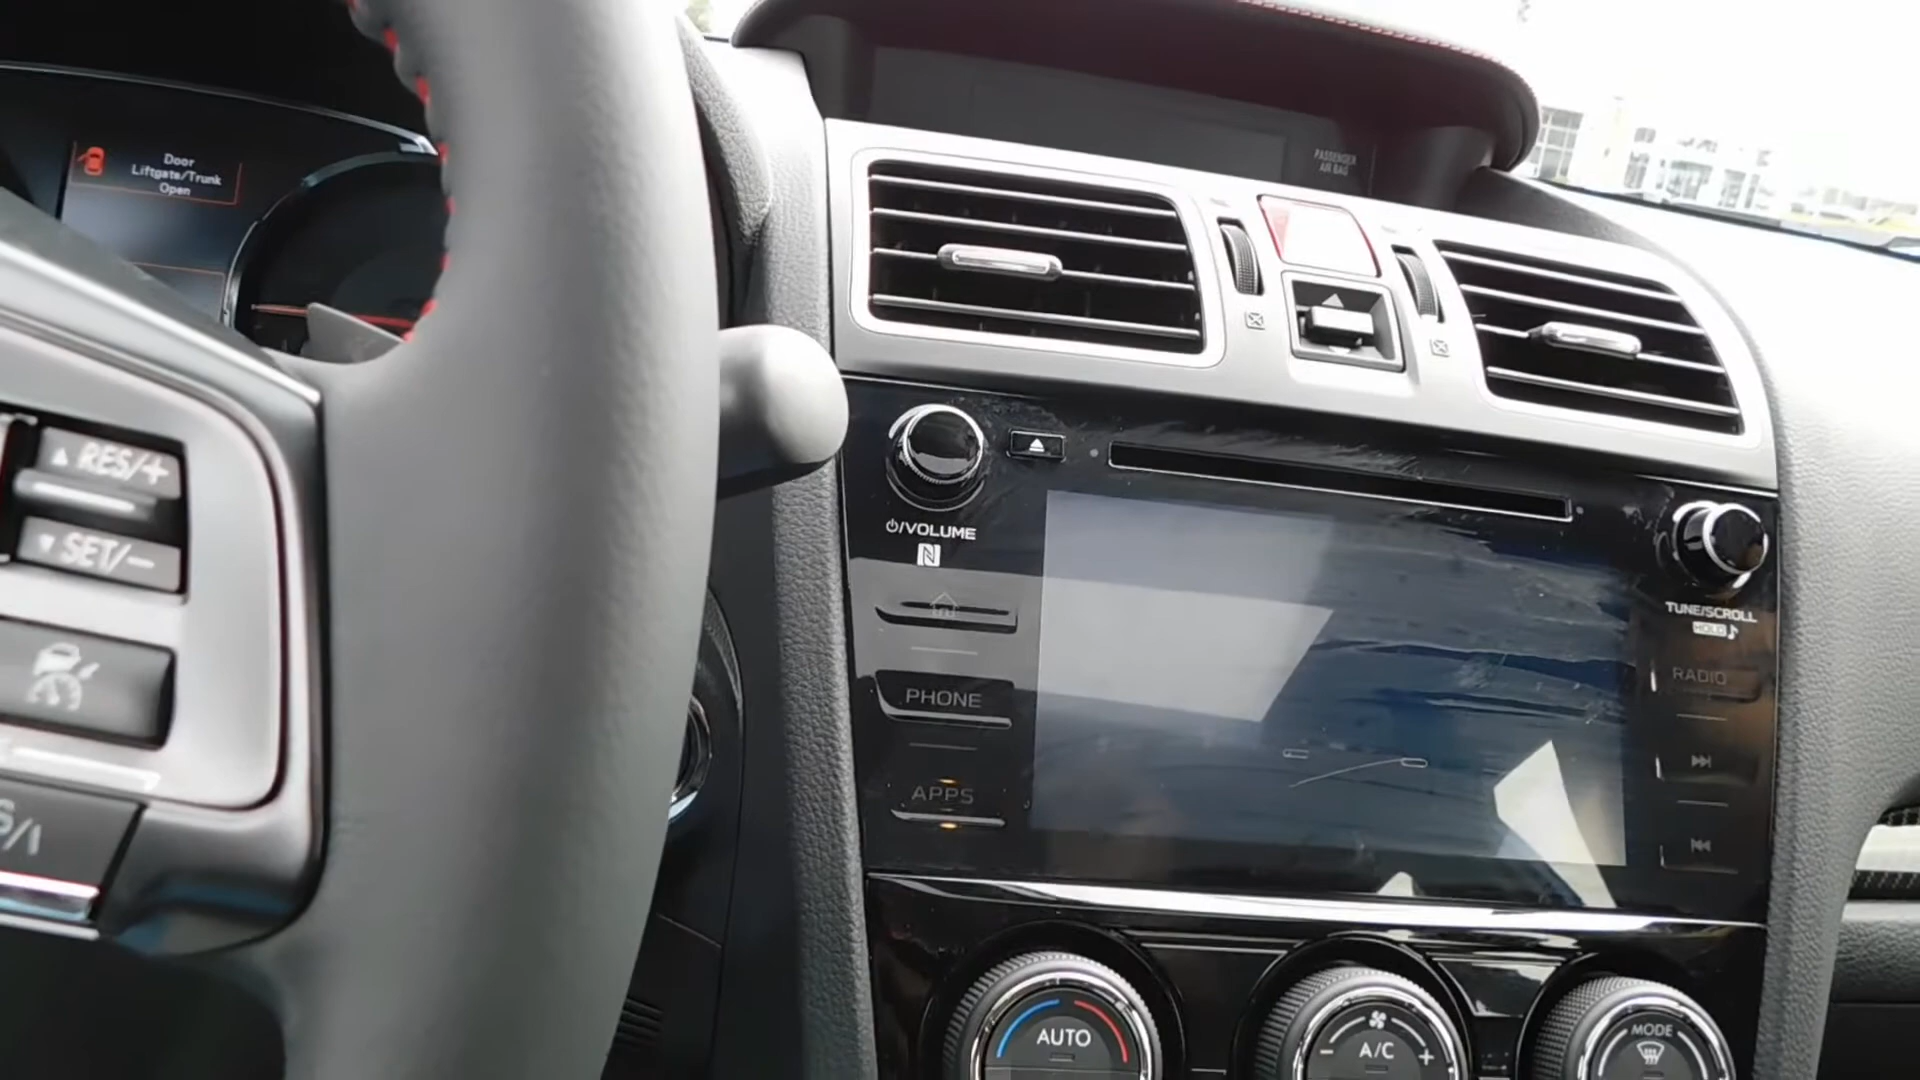 Door
Liftgate/Trunk
Open
PASSENGER
AIR BAG
RES/+
SET/-
/VOLUME
N
TUNE/SCROLL
HOLD
RADIO
PHONE
APPS
AUTO
A/C
- +
MODE